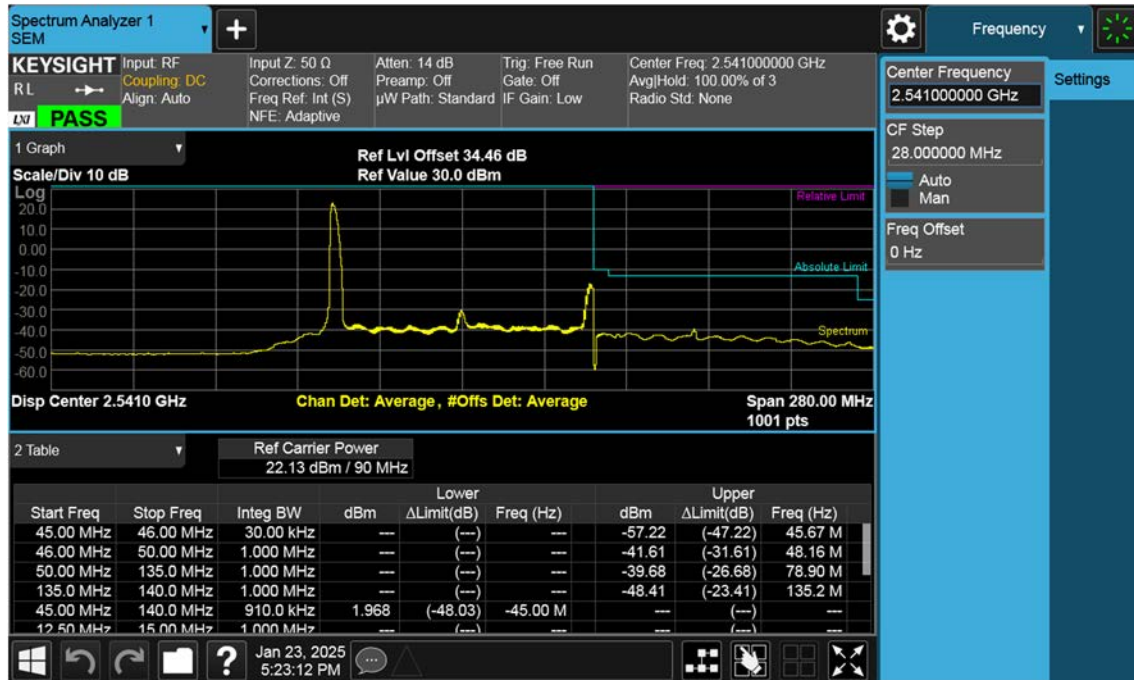 Spectrum Analyzer 1
SEM
+
Frequency
KEYSIGHT
RL
LXI PASS
Input: RF
Coupling: DC
Align: Auto
Input Z: 50 Ω
Corrections: Off
Freq Ref: Int (S)
NFE: Adaptive
Atten: 14 dB
Preamp: Off
µW Path: Standard
Trig: Free Run
Gate: Off
IF Gain: Low
Center Freq: 2.541000000 GHz
Avg|Hold: 100.00% of 3
Radio Std: None
Center Frequency
2.541000000 GHz
Settings
CF Step
28.000000 MHz
Auto
Man
Freq Offset
0 Hz
1 Graph
Scale/Div 10 dB
Ref Lvl Offset 34.46 dB
Ref Value 30.0 dBm
Log
20.0
10.0
0.00
-10.0
-20.0
-30.0
-40.0
-50.0
-60.0
Relative Limit
Absolute Limit
Spectrum
Disp Center 2.5410 GHz
Chan Det: Average, #Offs Det: Average
Span 280.00 MHz
1001 pts
2 Table
Ref Carrier Power
22.13 dBm / 90 MHz
Lower Upper
Start Freq Stop Freq Integ BW dBm ΔLimit(dB) Freq (Hz) dBm ΔLimit(dB) Freq (Hz)
45.00 MHz 46.00 MHz 30.00 kHz --- (---) --- -57.22 (-47.22) 45.67 M
46.00 MHz 50.00 MHz 1.000 MHz --- (---) --- -41.61 (-31.61) 48.16 M
50.00 MHz 135.0 MHz 1.000 MHz --- (---) --- -39.68 (-26.68) 78.90 M
135.0 MHz 140.0 MHz 1.000 MHz --- (---) --- -48.41 (-23.41) 135.2 M
45.00 MHz 140.0 MHz 910.0 kHz 1.968 (-48.03) -45.00 M --- (---) ---
12.50 MHz 15.00 MHz 1.000 MHz --- (---) --- --- (---) ---
?
Jan 23, 2025
5:23:12 PM